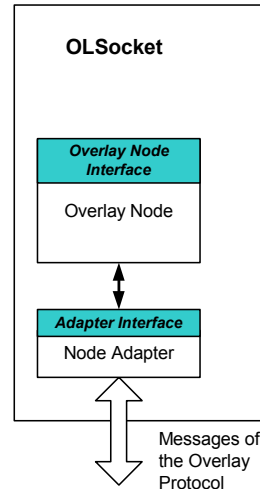 OLSocket
Overlay Node
Interface
Overlay Node
Adapter Interface
Node Adapter
Messages of
the Overlay
Protocol